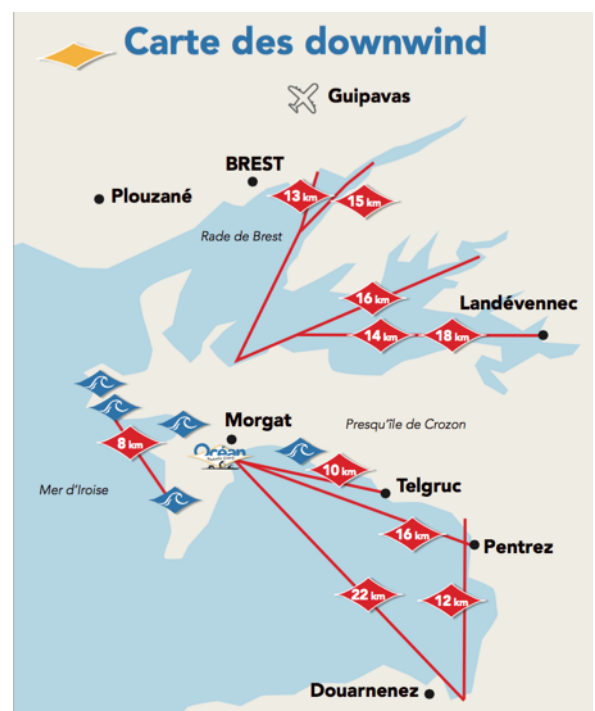 Carte des downwind
Guipavas
BREST
Plouzané
13 km
15 km
Rade de Brest
16 km
Landévennec
14 km
18 km
Morgat
Presqu'île de Crozon
8 km
Océan
10 km
Telgruc
Mer d'Iroise
16 km
Pentrez
22 km
12 km
Douarnenez